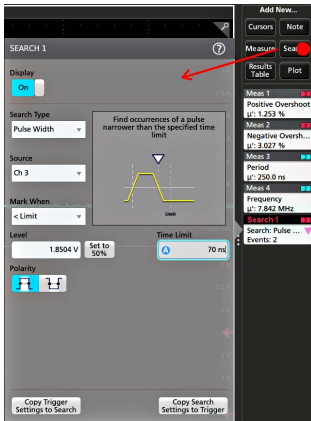 Add New...
Cursors
Note
SEARCH 1
?
Measure
Display
On
Results
Table
Plot
Meas 1
Positive Overshoot
µ': 1.253 %
Search Type
Pulse Width
Find occurrences of a pulse
narrower than the specified time
limit
Limit
Meas 2
Negative Oversh...
µ': 3.027 %
Source
Ch 3
Meas 3
Period
µ': 250.0 ns
Mark When
< Limit
Meas 4
Frequency
µ': 7.842 MHz
Search 1
Search: Pulse ...
Events: 2
Level
1.8504 V
Set to
50%
Time Limit
A
70 ns
Polarity
Copy Trigger
Settings to Search
Copy Search
Settings to Trigger